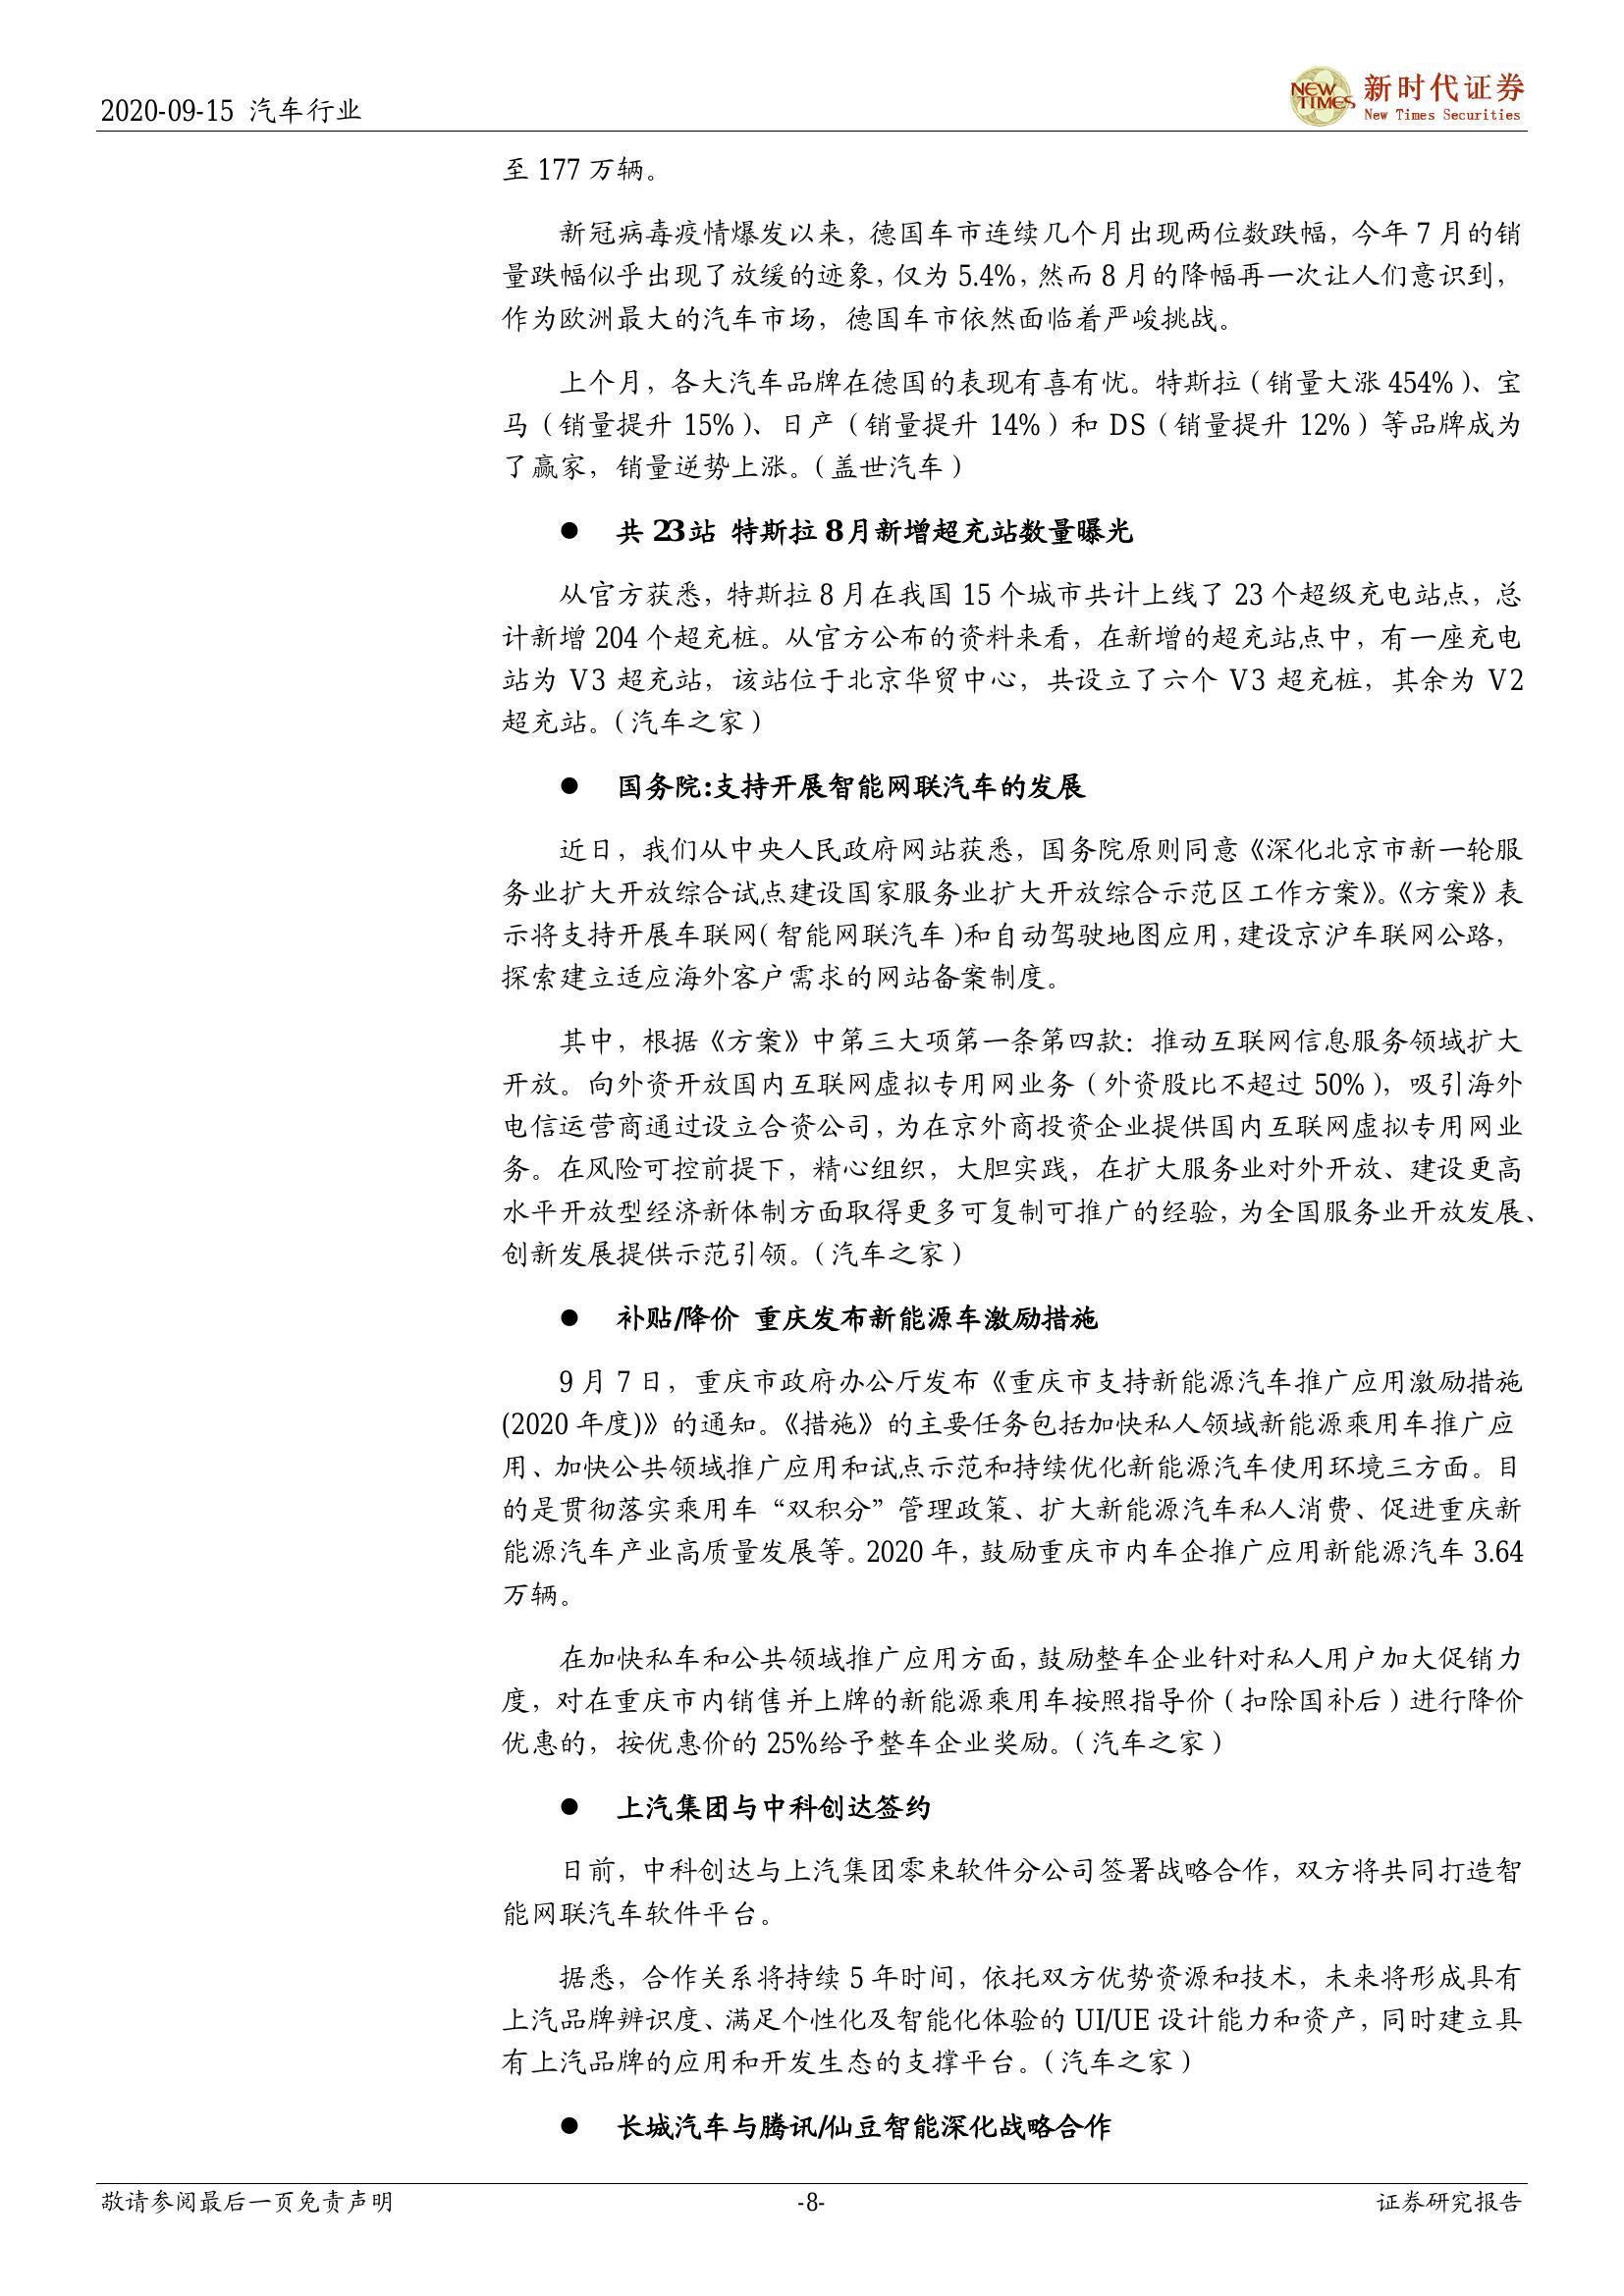 2020-09-15 汽车行业
NEW TIMES 新时代证券
New Times Securities
至 177 万辆。
新冠病毒疫情爆发以来，德国车市连续几个月出现两位数跌幅，今年 7 月的销
量跌幅似乎出现了放缓的迹象，仅为 5.4%，然而 8 月的降幅再一次让人们意识到，
作为欧洲最大的汽车市场，德国车市依然面临着严峻挑战。
上个月，各大汽车品牌在德国的表现有喜有忧。特斯拉（销量大涨 454%）、宝
马（销量提升 15%）、日产（销量提升 14%）和 DS（销量提升 12%）等品牌成为
了赢家，销量逆势上涨。（盖世汽车）
● 共 23 站 特斯拉 8 月新增超充站数量曝光
从官方获悉，特斯拉 8 月在我国 15 个城市共计上线了 23 个超级充电站点，总
计新增 204 个超充桩。从官方公布的资料来看，在新增的超充站点中，有一座充电
站为 V3 超充站，该站位于北京华贸中心，共设立了六个 V3 超充桩，其余为 V2
超充站。（汽车之家）
● 国务院:支持开展智能网联汽车的发展
近日，我们从中央人民政府网站获悉，国务院原则同意《深化北京市新一轮服
务业扩大开放综合试点建设国家服务业扩大开放综合示范区工作方案》。《方案》表
示将支持开展车联网(智能网联汽车)和自动驾驶地图应用，建设京沪车联网公路，
探索建立适应海外客户需求的网站备案制度。
其中，根据《方案》中第三大项第一条第四款：推动互联网信息服务领域扩大
开放。向外资开放国内互联网虚拟专用网业务（外资股比不超过 50%），吸引海外
电信运营商通过设立合资公司，为在京外商投资企业提供国内互联网虚拟专用网业
务。在风险可控前提下，精心组织，大胆实践，在扩大服务业对外开放、建设更高
水平开放型经济新体制方面取得更多可复制可推广的经验，为全国服务业开放发展、
创新发展提供示范引领。（汽车之家）
● 补贴/降价 重庆发布新能源车激励措施
9 月 7 日，重庆市政府办公厅发布《重庆市支持新能源汽车推广应用激励措施
(2020 年度)》的通知。《措施》的主要任务包括加快私人领域新能源乘用车推广应
用、加快公共领域推广应用和试点示范和持续优化新能源汽车使用环境三方面。目
的是贯彻落实乘用车“双积分”管理政策、扩大新能源汽车私人消费、促进重庆新
能源汽车产业高质量发展等。2020 年，鼓励重庆市内车企推广应用新能源汽车 3.64
万辆。
在加快私车和公共领域推广应用方面，鼓励整车企业针对私人用户加大促销力
度，对在重庆市内销售并上牌的新能源乘用车按照指导价（扣除国补后）进行降价
优惠的，按优惠价的 25%给予整车企业奖励。（汽车之家）
● 上汽集团与中科创达签约
日前，中科创达与上汽集团零束软件分公司签署战略合作，双方将共同打造智
能网联汽车软件平台。
据悉，合作关系将持续 5 年时间，依托双方优势资源和技术，未来将形成具有
上汽品牌辨识度、满足个性化及智能化体验的 UI/UE 设计能力和资产，同时建立具
有上汽品牌的应用和开发生态的支撑平台。（汽车之家）
● 长城汽车与腾讯/仙豆智能深化战略合作
敬请参阅最后一页免责声明 -8- 证券研究报告